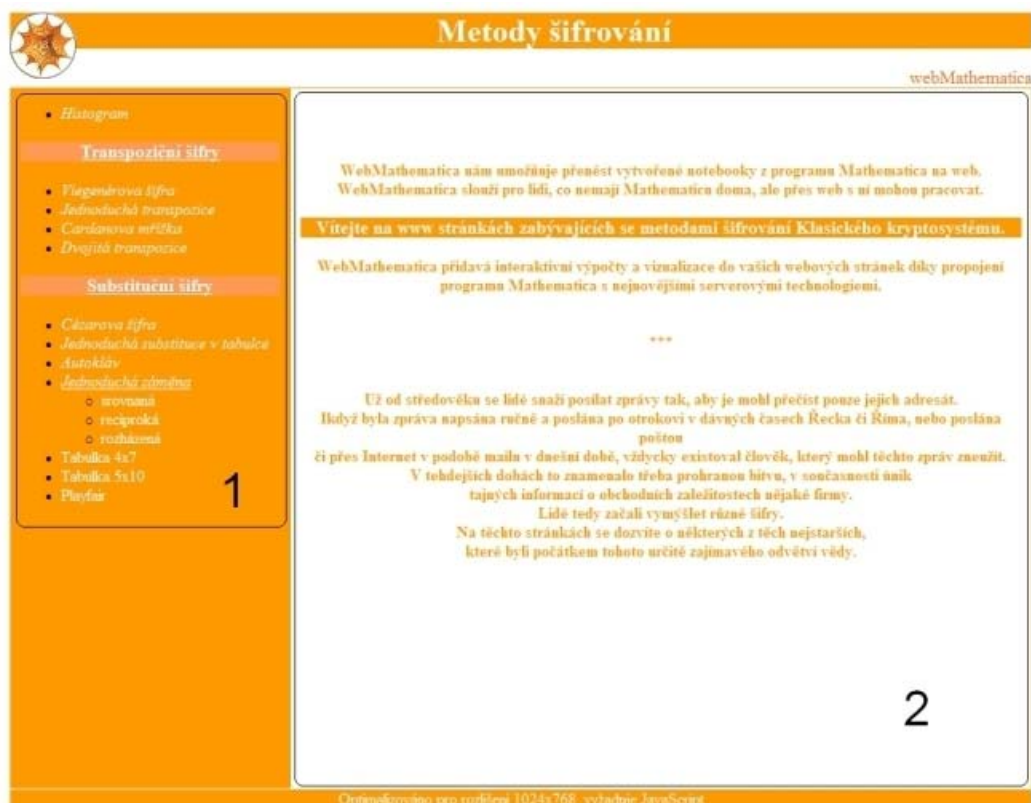 Metody šifrování
webMathematica
Histogram
Transpoziční šifry
Viegenérova šifra
Jednoduchá transpozice
Cardanova mřížka
Dvojitá transpozice
Substituční šifry
Cézarova šifra
Jednoduchá substituce v tabulce
Autokláv
Jednoduchá záměna
srovnaná
reciproká
rozházená
Tabulka 4x7
Tabulka 5x10
Playfair
1
WebMathematica nám umožňuje přenést vytvořené notebooky z programu Mathematica na web.
WebMathematica slouží pro lidi, co nemají Mathematicu doma, ale přes web s ní mohou pracovat.
Vítejte na www stránkách zabývajících se metodami šifrování Klasického kryptosystému.
WebMathematica přidavá interaktivní výpočty a vizualizace do vašich webových stránek díky propojení
programu Mathematica s nejnovějšími serverovými technologiemi.
***
Už od středověku se lidé snaží posílat zprávy tak, aby je mohl přečíst pouze jejich adresát.
Ikdyž byla zpráva napsána ručně a poslána po otrokovi v dávných časech Řecka či Říma, nebo poslána
poštou
či přes Internet v podobě mailu v dnešní době, vždycky existoval člověk, který mohl těchto zpráv zneužít.
V tehdejších dobách to znamenalo třeba prohranou bitvu, v současnosti únik
tajných informací o obchodních zaležitostech nějaké firmy.
Lidé tedy začali vymýšlet různé šifry.
Na těchto stránkách se dozvíte o některých z těch nejstarších,
které byli počátkem tohoto určitě zajímavého odvětví vědy.
2
Optimalizováno pro rozlišení 1024x768, vyžaduje JavaScript